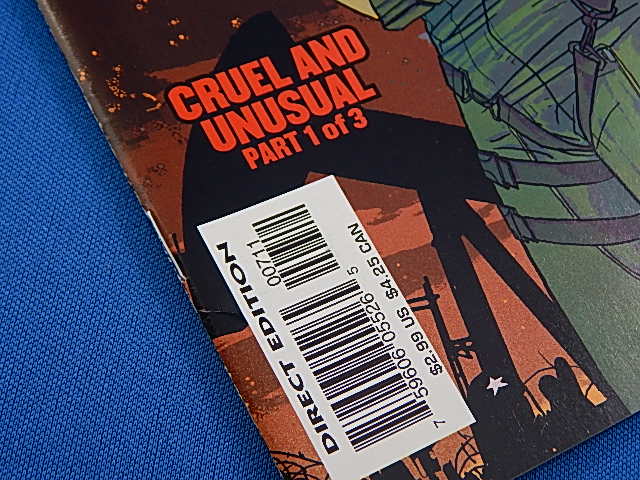 CRUEL AND
UNUSUAL
PART 1 of 3
DIRECT EDITION
00711
7 59606 05526 5
$2.99 US $4.25 CAN